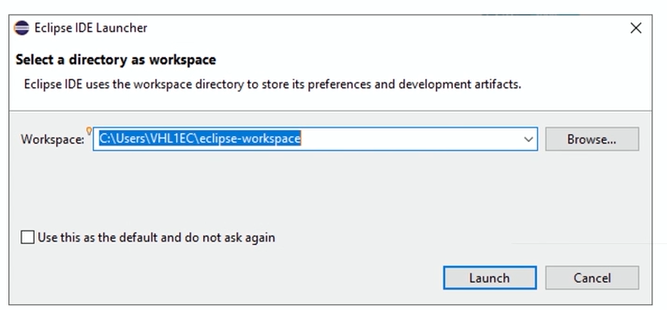 Eclipse IDE Launcher
Select a directory as workspace
Eclipse IDE uses the workspace directory to store its preferences and development artifacts.
Workspace: C:\Users\VHL1EC\eclipse-workspace Browse...
Use this as the default and do not ask again
Launch Cancel